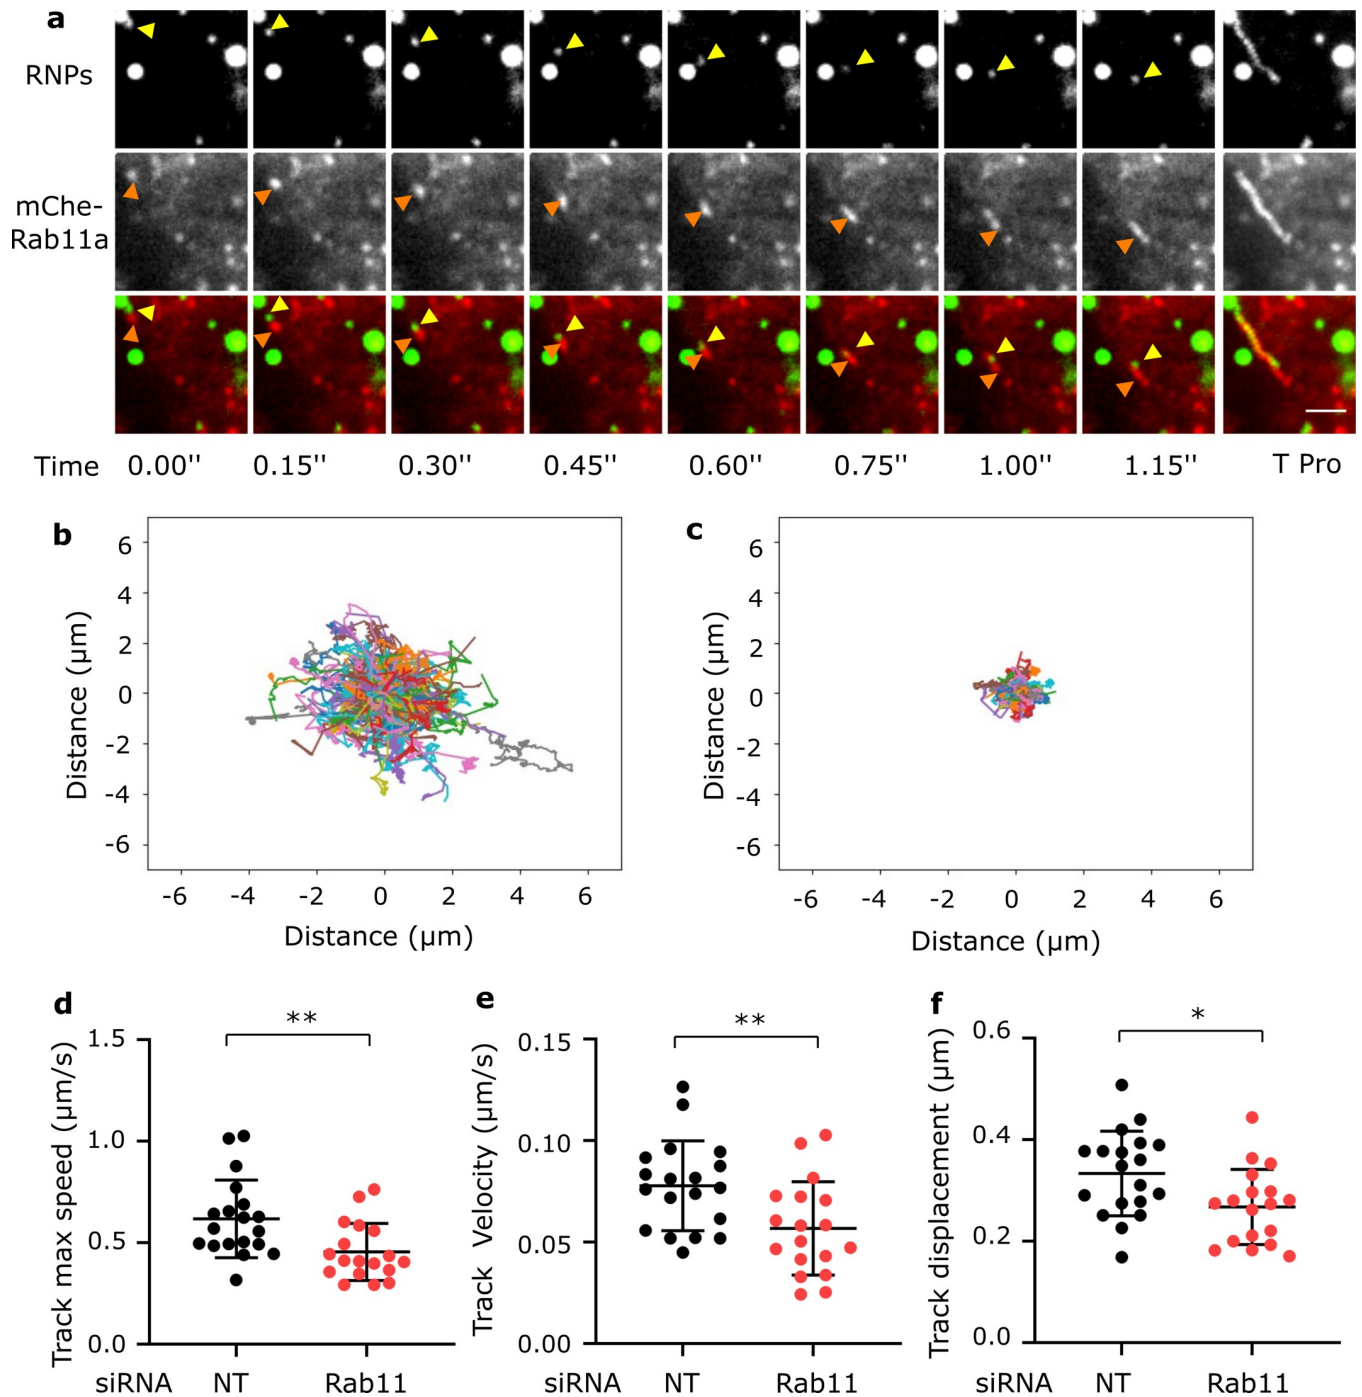 a
RNPs
mChe-
Rab11a
Time 0.00'' 0.15'' 0.30'' 0.45'' 0.60'' 0.75'' 1.00'' 1.15'' T Pro
b
6
4
2
0
-2
-4
-6
Distance (µm)
-6 -4 -2 0 2 4 6
Distance (µm)
c
6
4
2
0
-2
-4
-6
Distance (µm)
-6 -4 -2 0 2 4 6
Distance (µm)
d
**
1.5
1.0
0.5
0.0
Track max speed (µm/s)
siRNA NT Rab11
e
**
0.15
0.10
0.05
0.00
Track Velocity (µm/s)
siRNA NT Rab11
f
*
0.6
0.4
0.2
0.0
Track displacement (µm)
siRNA NT Rab11